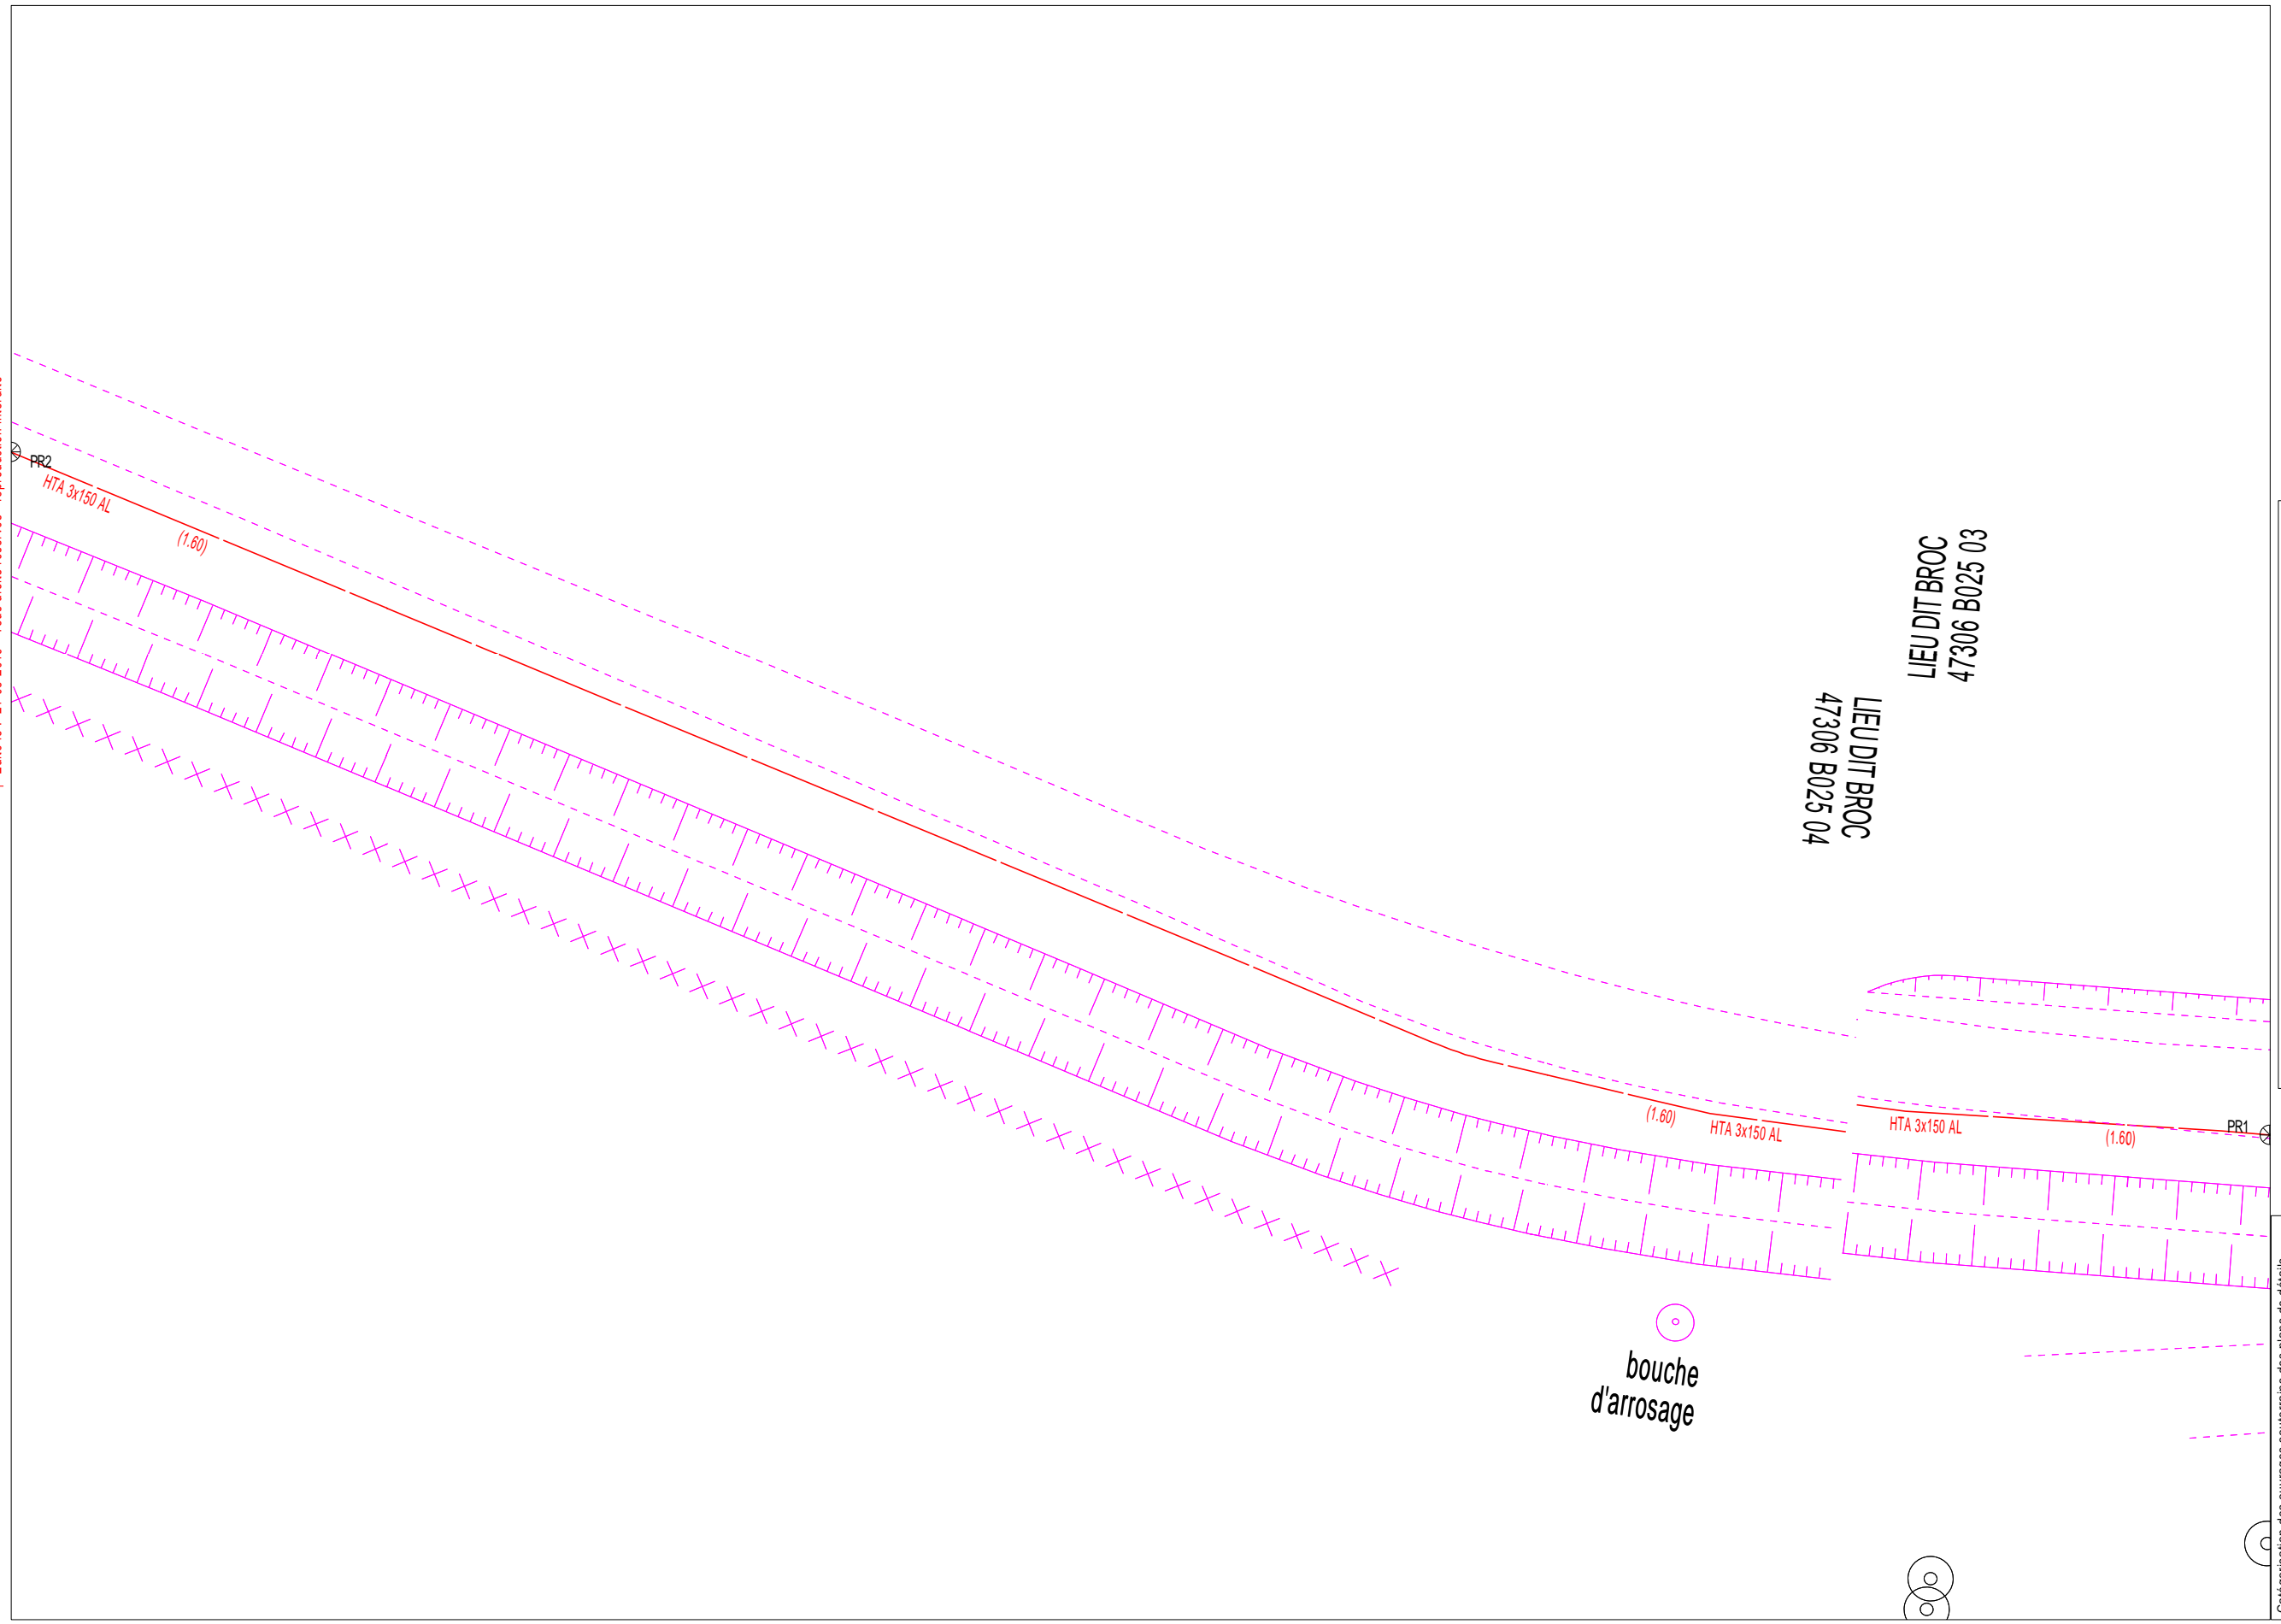 PR2
HTA 3x150 AL
(1.60)
LIEU DIT BROC
47306 B025 03
LIEU DIT BROC
47306 B025 04
(1.60)
HTA 3x150 AL
HTA 3x150 AL
(1.60)
PR1
bouche
d'arrosage